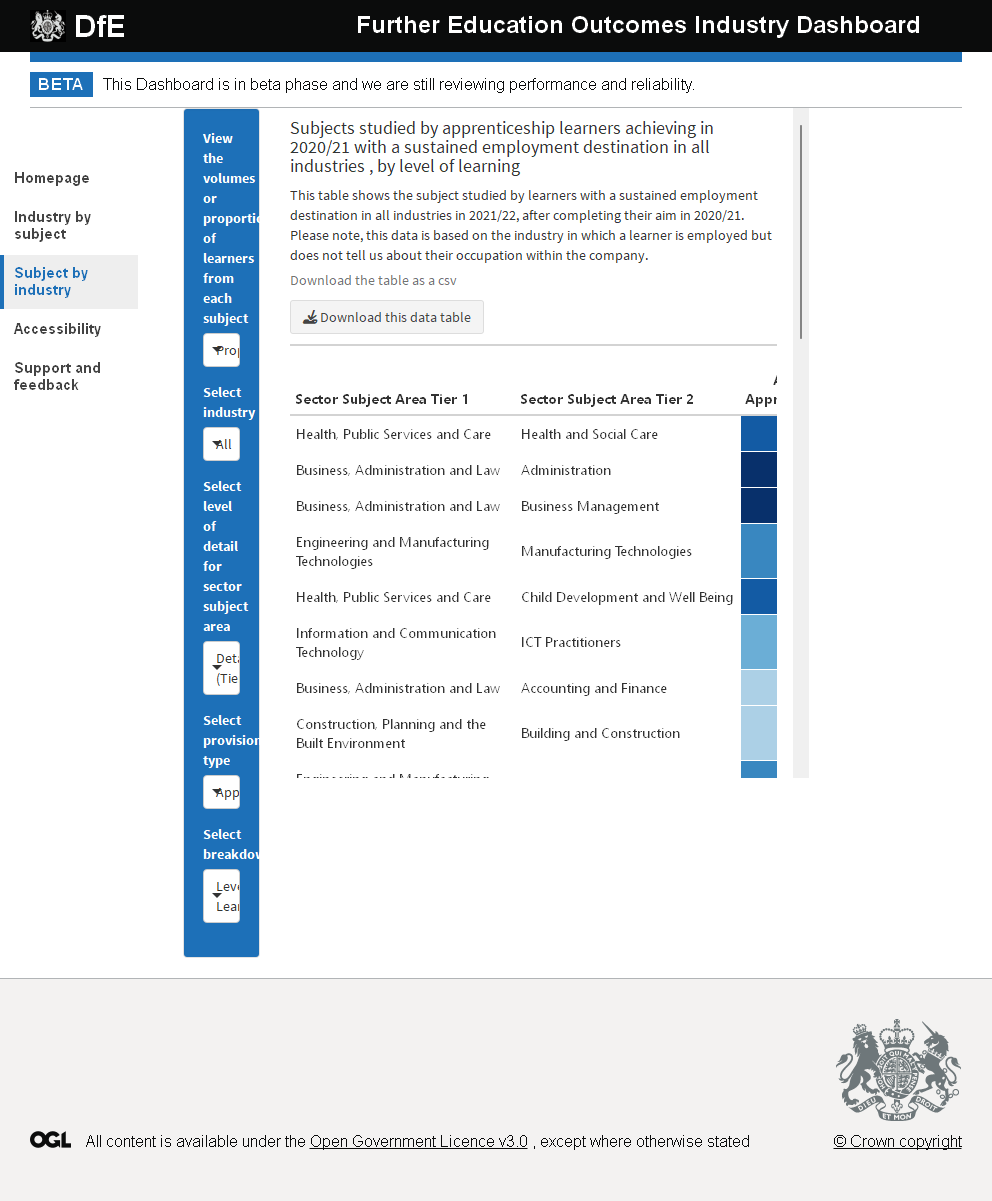 DfE
Further Education Outcomes Industry Dashboard
BETA This Dashboard is in beta phase and we are still reviewing performance and reliability.
Homepage
Industry by
subject
Subject by
industry
Accessibility
Support and
feedback
View
the
volumes
or
proportio
of
learners
from
each
subject
Prop
Select
industry
All
Select
level
of
detail
for
sector
subject
area
Deta
(Tie
Select
provision
type
App
Select
breakdow
Leve
Lear
Subjects studied by apprenticeship learners achieving in
2020/21 with a sustained employment destination in all
industries , by level of learning
This table shows the subject studied by learners with a sustained employment
destination in all industries in 2021/22, after completing their aim in 2020/21.
Please note, this data is based on the industry in which a learner is employed but
does not tell us about their occupation within the company.
Download the table as a csv
Download this data table
Sector Subject Area Tier 1 Sector Subject Area Tier 2 Appr
Health, Public Services and Care Health and Social Care
Business, Administration and Law Administration
Business, Administration and Law Business Management
Engineering and Manufacturing
Technologies Manufacturing Technologies
Health, Public Services and Care Child Development and Well Being
Information and Communication
Technology ICT Practitioners
Business, Administration and Law Accounting and Finance
Construction, Planning and the
Built Environment Building and Construction
Engineering and Manufacturing
OGL All content is available under the Open Government Licence v3.0 , except where otherwise stated
© Crown copyright